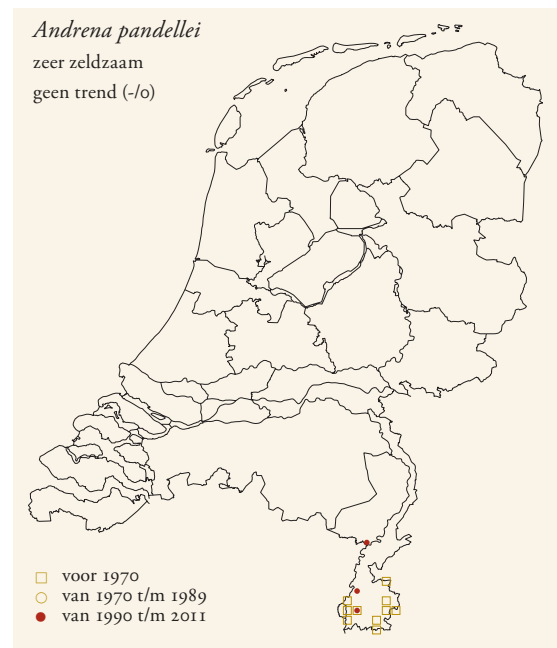 Andrena pandellei
zeer zeldzaam
geen trend (-/0)
voor 1970
van 1970 t/m 1989
van 1990 t/m 2011